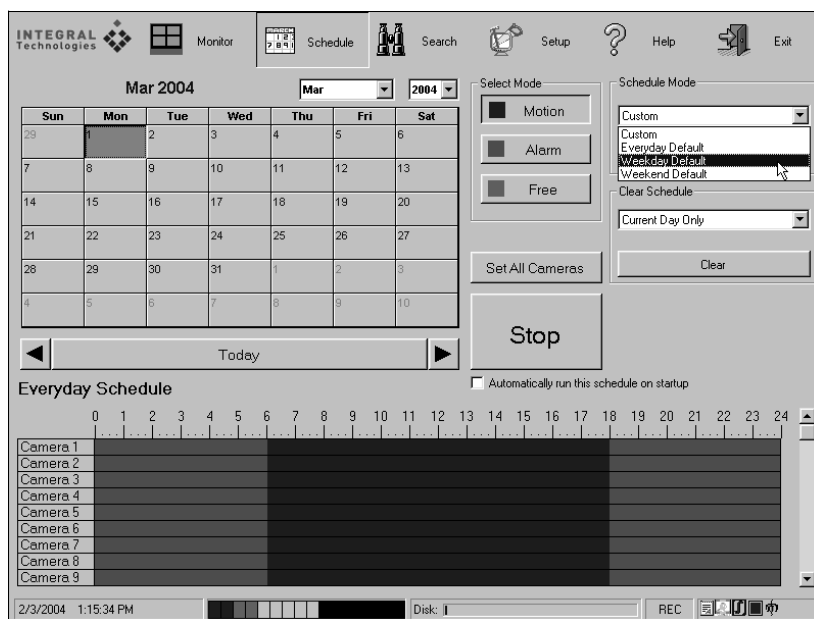 INTEGRAL
Technologies
Monitor
Schedule
Search
Setup
Help
Exit
Mar 2004
Mar
2004
Sun Mon Tue Wed Thu Fri Sat
29 1 2 3 4 5 6
7 8 9 10 11 12 13
14 15 16 17 18 19 20
21 22 23 24 25 26 27
28 29 30 31 1 2 3
4 5 6 7 8 9 10
Today
Select Mode
Motion
Alarm
Free
Set All Cameras
Stop
Automatically run this schedule on startup
Schedule Mode
Custom
Custom
Everyday Default
Weekday Default
Weekend Default
Clear Schedule
Current Day Only
Clear
Everyday Schedule
0 1 2 3 4 5 6 7 8 9 10 11 12 13 14 15 16 17 18 19 20 21 22 23 24
Camera 1
Camera 2
Camera 3
Camera 4
Camera 5
Camera 6
Camera 7
Camera 8
Camera 9
2/3/2004 1:15:34 PM
Disk:
REC